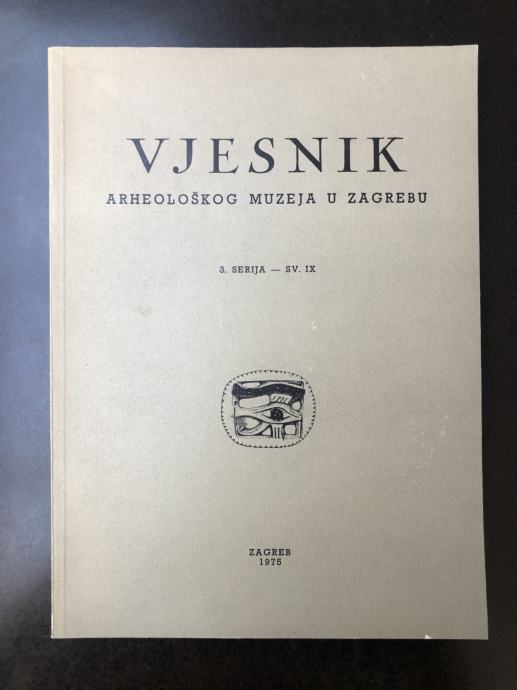 VJESNIK
ARHEOLOŠKOG MUZEJA U ZAGREBU
3. SERIJA — SV. IX
ZAGREB
1975